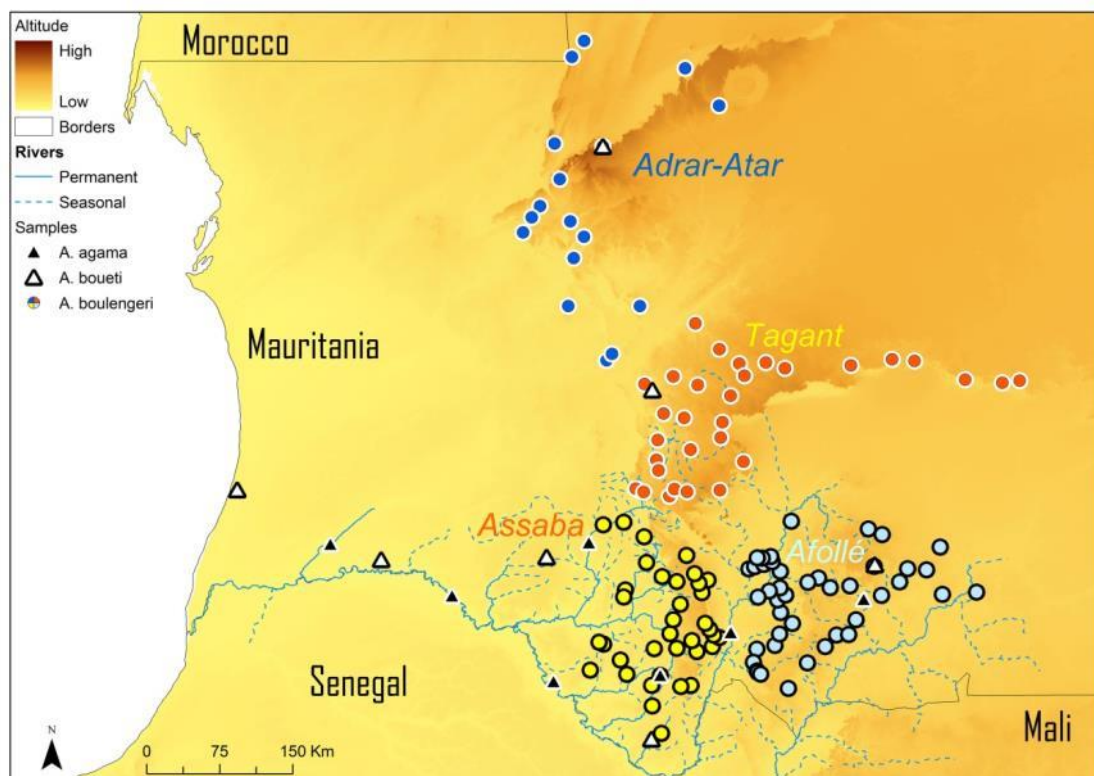 Altitude
High
Low
Borders
Rivers
Permanent
Seasonal
Samples
A. agama
A. boueti
A. boulengeri
Morocco
Adrar-Atar
Mauritania
Tagant
Assaba
Afollé
Senegal
Mali
N
0 75 150 Km